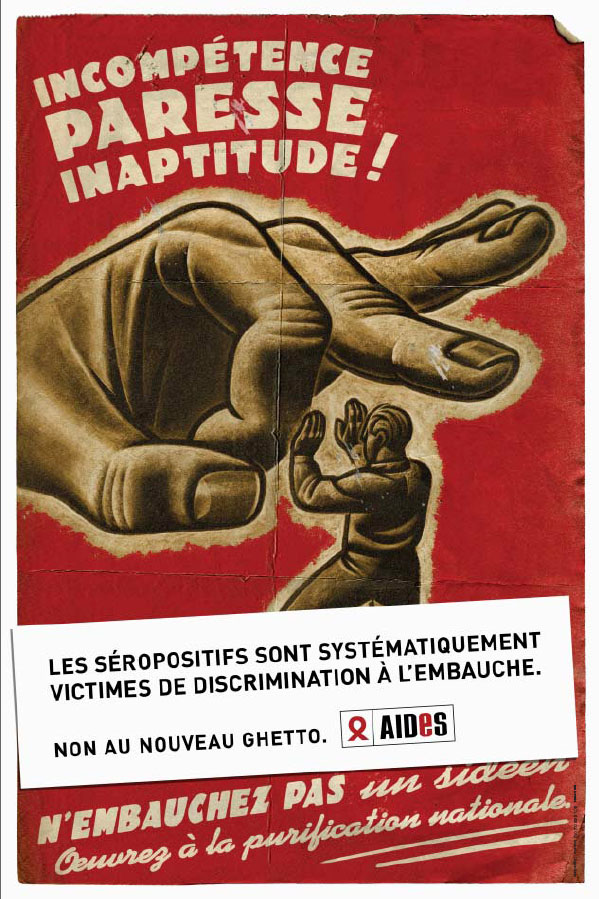 INCOMPÉTENCE
PARESSE
INAPTITUDE !
LES SÉROPOSITIFS SONT SYSTÉMATIQUEMENT
VICTIMES DE DISCRIMINATION À L'EMBAUCHE.
NON AU NOUVEAU GHETTO. AIDeS
N'EMBAUCHEZ PAS un sidéen
Œuvrez à la purification nationale.